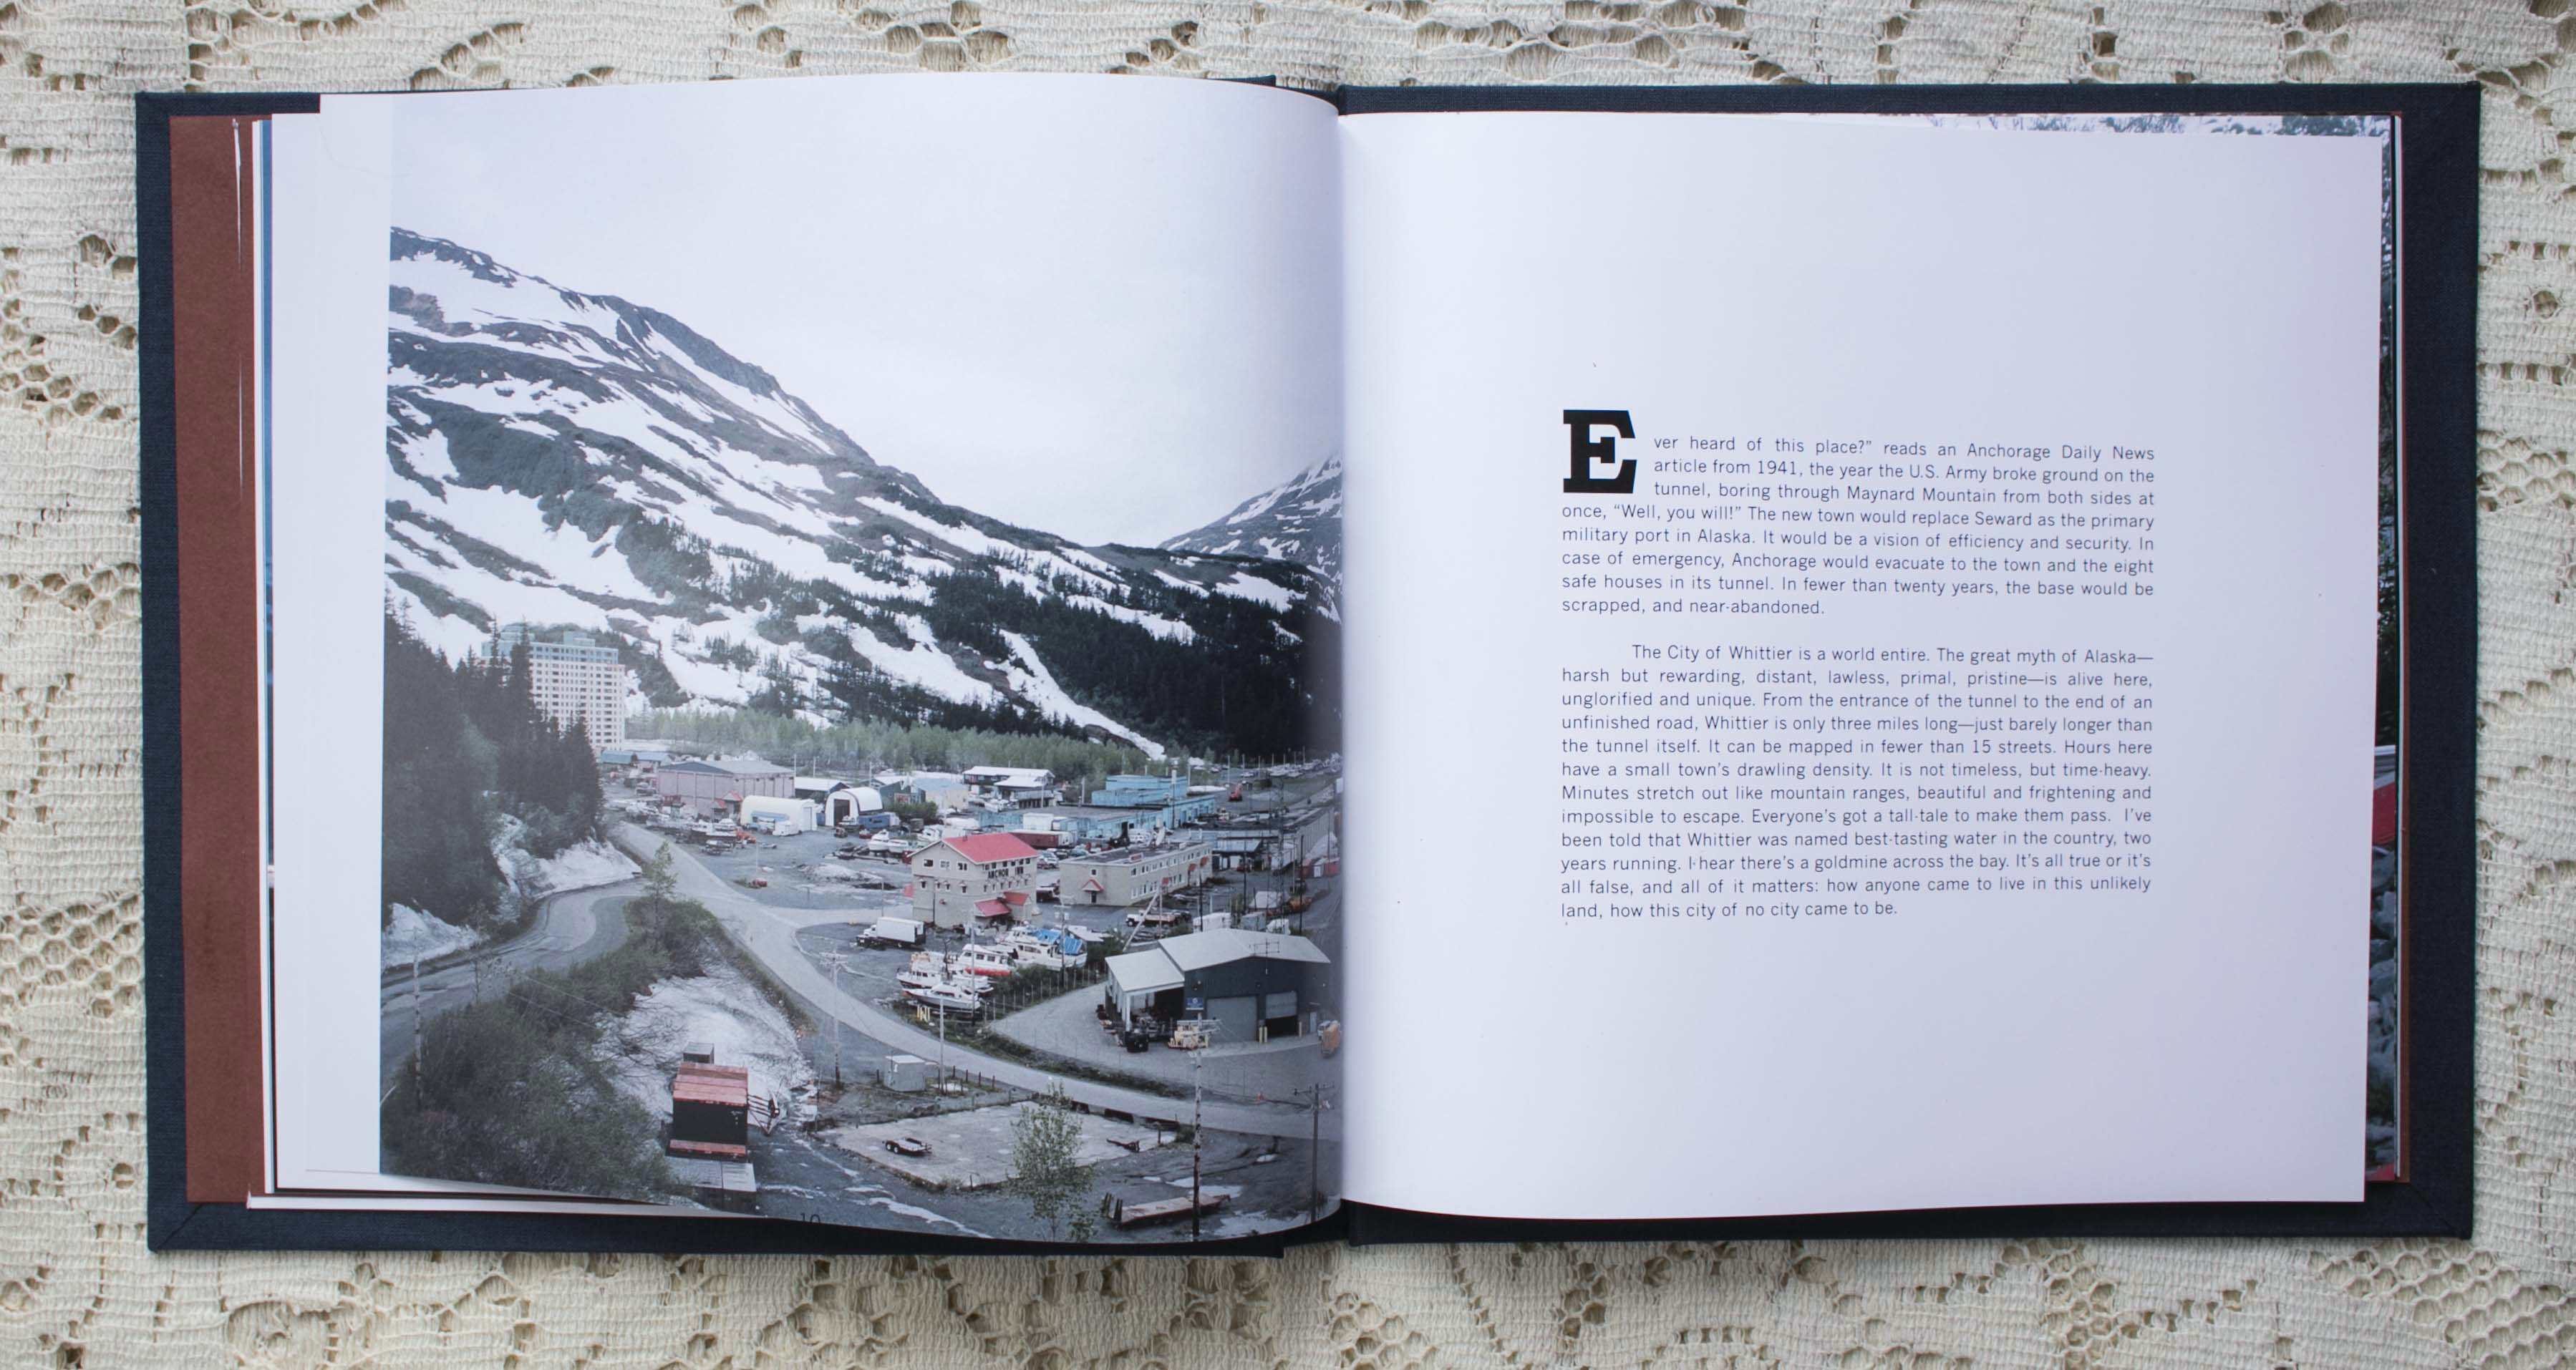 ANCHOR INN
10
Ever heard of this place?” reads an Anchorage Daily News
article from 1941, the year the U.S. Army broke ground on the
tunnel, boring through Maynard Mountain from both sides at
once, “Well, you will!” The new town would replace Seward as the primary
military port in Alaska. It would be a vision of efficiency and security. In
case of emergency, Anchorage would evacuate to the town and the eight
safe houses in its tunnel. In fewer than twenty years, the base would be
scrapped, and near-abandoned.
The City of Whittier is a world entire. The great myth of Alaska—
harsh but rewarding, distant, lawless, primal, pristine—is alive here,
unglorified and unique. From the entrance of the tunnel to the end of an
unfinished road, Whittier is only three miles long—just barely longer than
the tunnel itself. It can be mapped in fewer than 15 streets. Hours here
have a small town’s drawling density. It is not timeless, but time-heavy.
Minutes stretch out like mountain ranges, beautiful and frightening and
impossible to escape. Everyone’s got a tall-tale to make them pass. I’ve
been told that Whittier was named best-tasting water in the country, two
years running. I hear there’s a goldmine across the bay. It’s all true or it’s
all false, and all of it matters: how anyone came to live in this unlikely
land, how this city of no city came to be.